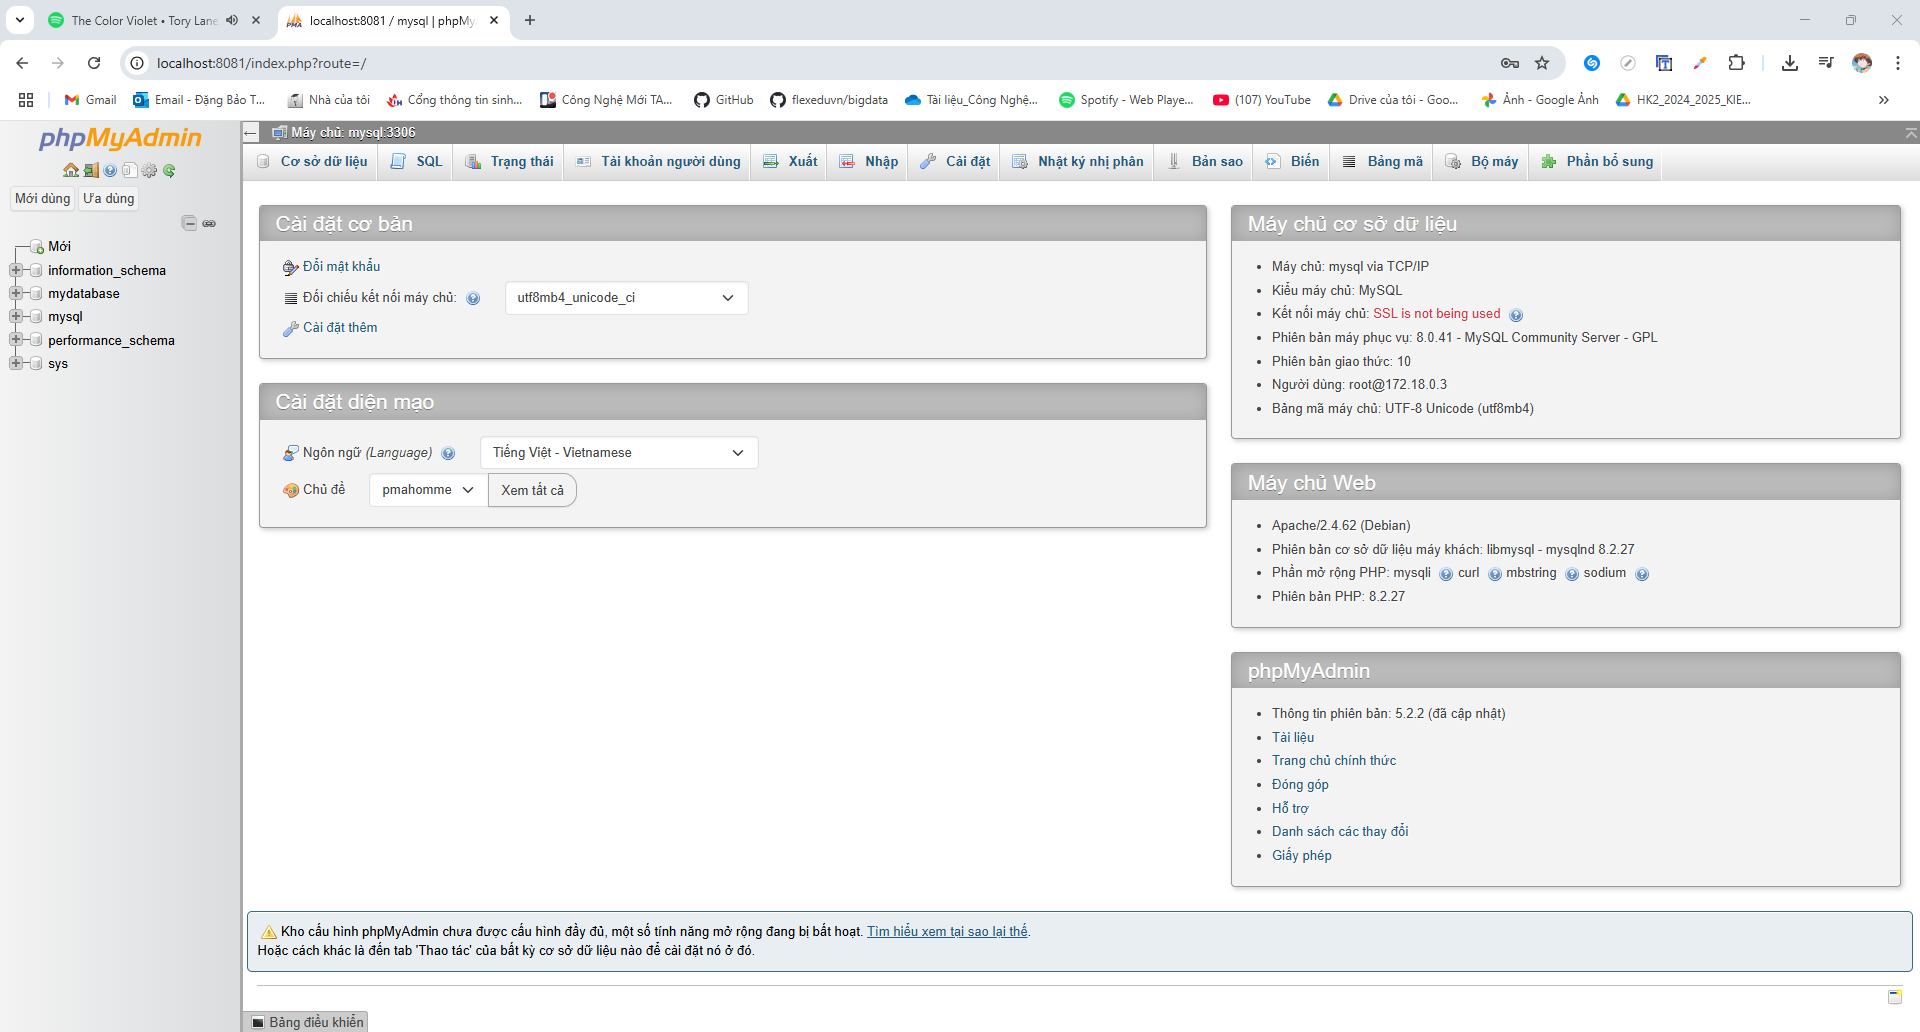 The Color Violet • Tory Lane
localhost:8081 / mysql | phpMy
localhost:8081/index.php?route=/
Gmail
Email - Đặng Bảo T...
Nhà của tôi
Cổng thông tin sinh...
Công Nghệ Mới TA...
GitHub
flexeduvn/bigdata
Tài liệu_Công Nghệ...
Spotify - Web Playe...
(107) YouTube
Drive của tôi - Goo...
Ảnh - Google Ảnh
HK2_2024_2025_KIE...
phpMyAdmin
Mới dùng
Ưa dùng
Mới
information_schema
mydatabase
mysql
performance_schema
sys
Máy chủ: mysql:3306
Cơ sở dữ liệu
SQL
Trạng thái
Tài khoản người dùng
Xuất
Nhập
Cài đặt
Nhật ký nhị phân
Bản sao
Biến
Bảng mã
Bộ máy
Phần bổ sung
Cài đặt cơ bản
Đổi mật khẩu
Đối chiếu kết nối máy chủ:
utf8mb4_unicode_ci
Cài đặt thêm
Cài đặt diện mạo
Ngôn ngữ (Language)
Tiếng Việt - Vietnamese
Chủ đề
pmahomme
Xem tất cả
Máy chủ cơ sở dữ liệu
Máy chủ: mysql via TCP/IP
Kiểu máy chủ: MySQL
Kết nối máy chủ: SSL is not being used
Phiên bản máy phục vụ: 8.0.41 - MySQL Community Server - GPL
Phiên bản giao thức: 10
Người dùng: root@172.18.0.3
Bảng mã máy chủ: UTF-8 Unicode (utf8mb4)
Máy chủ Web
Apache/2.4.62 (Debian)
Phiên bản cơ sở dữ liệu máy khách: libmysql - mysqlnd 8.2.27
Phần mở rộng PHP: mysqli curl mbstring sodium
Phiên bản PHP: 8.2.27
phpMyAdmin
Thông tin phiên bản: 5.2.2 (đã cập nhật)
Tài liệu
Trang chủ chính thức
Đóng góp
Hỗ trợ
Danh sách các thay đổi
Giấy phép
Kho cấu hình phpMyAdmin chưa được cấu hình đầy đủ, một số tính năng mở rộng đang bị bất hoạt. Tìm hiểu xem tại sao lại thế.
Hoặc cách khác là đến tab 'Thao tác' của bất kỳ cơ sở dữ liệu nào để cài đặt nó ở đó.
Bảng điều khiển